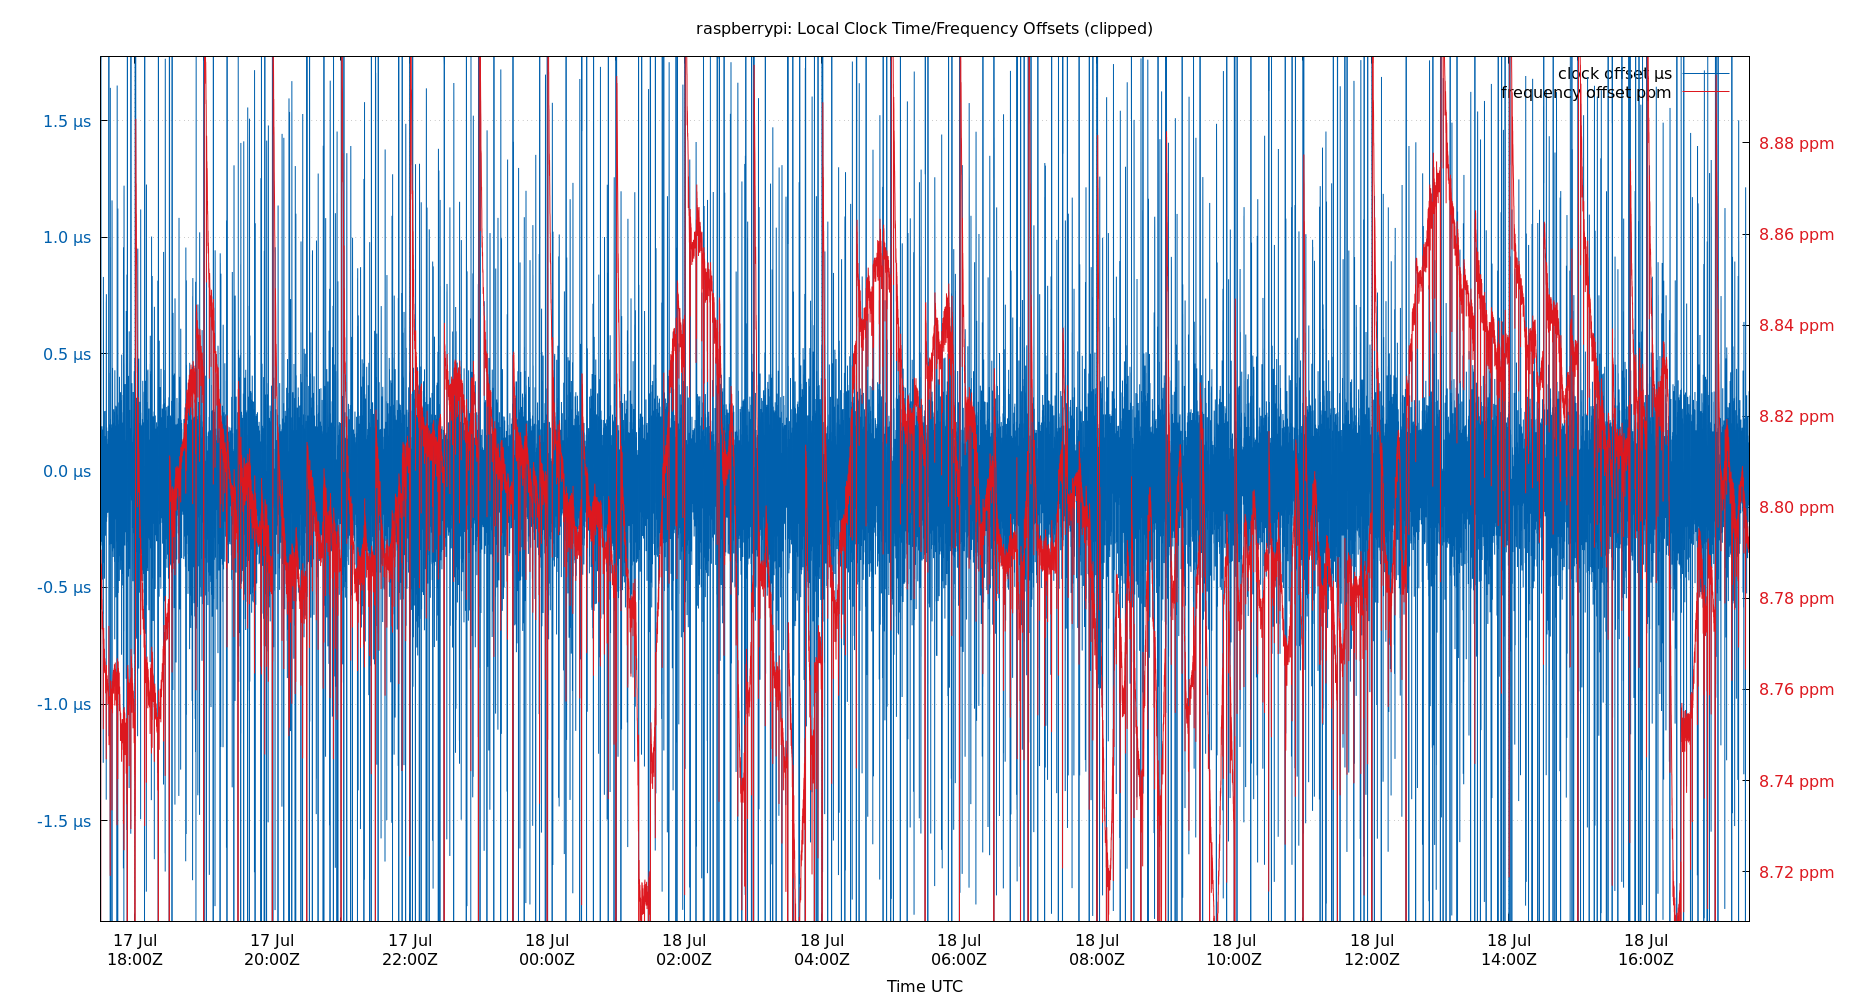 raspberrypi: Local Clock Time/Frequency Offsets (clipped)
clock offset µs
frequency offset ppm
1.5 µs
1.0 µs
0.5 µs
0.0 µs
-0.5 µs
-1.0 µs
-1.5 µs
8.88 ppm
8.86 ppm
8.84 ppm
8.82 ppm
8.80 ppm
8.78 ppm
8.76 ppm
8.74 ppm
8.72 ppm
17 Jul 17 Jul 17 Jul 18 Jul 18 Jul 18 Jul 18 Jul 18 Jul 18 Jul 18 Jul 18 Jul 18 Jul
18:00Z 20:00Z 22:00Z 00:00Z 02:00Z 04:00Z 06:00Z 08:00Z 10:00Z 12:00Z 14:00Z 16:00Z
Time UTC